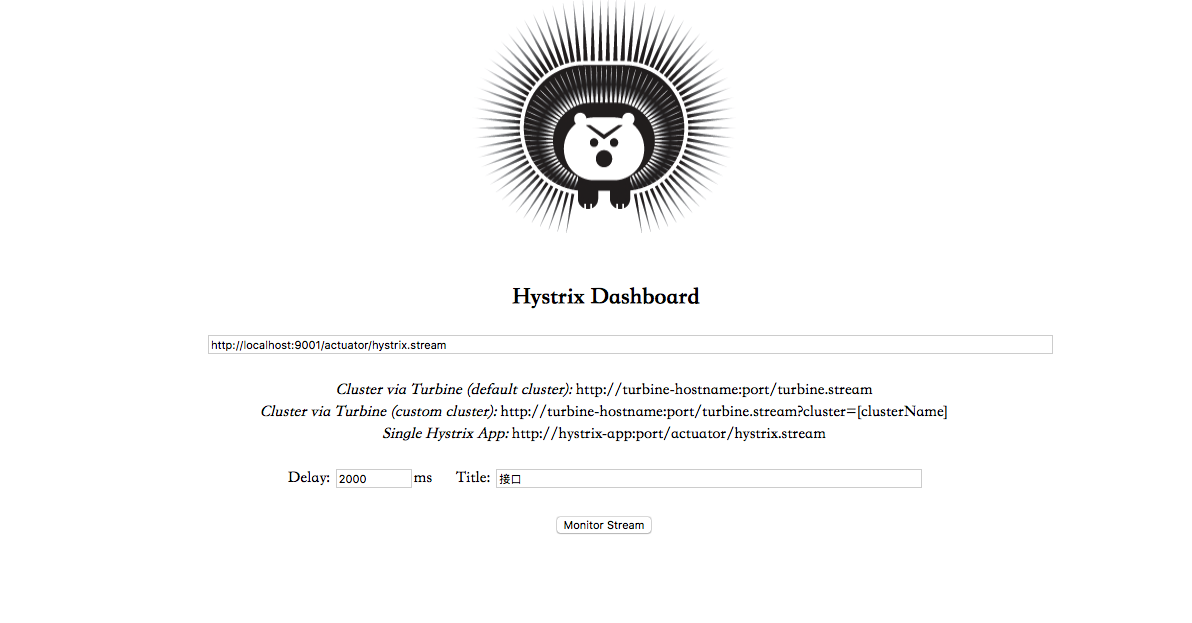 Hystrix Dashboard
http://localhost:9001/actuator/hystrix.stream
Cluster via Turbine (default cluster): http://turbine-hostname:port/turbine.stream
Cluster via Turbine (custom cluster): http://turbine-hostname:port/turbine.stream?cluster=[clusterName]
Single Hystrix App: http://hystrix-app:port/actuator/hystrix.stream
Delay: 2000 ms Title: 接口
Monitor Stream